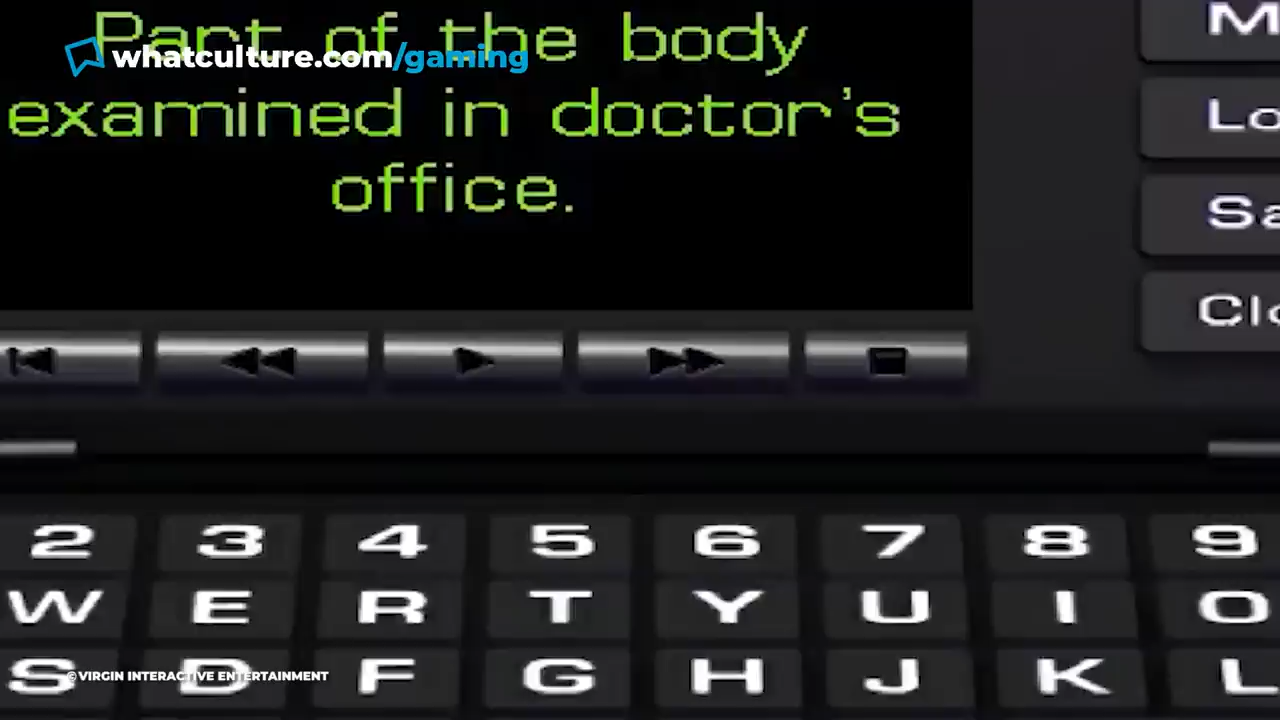 Part of the body
whatculture.com/gaming
examined in doctor's
office.
2 3 4 5 6 7 8 9
W E R T Y U I O
S D F G H J K L
© VIRGIN INTERACTIVE ENTERTAINMENT